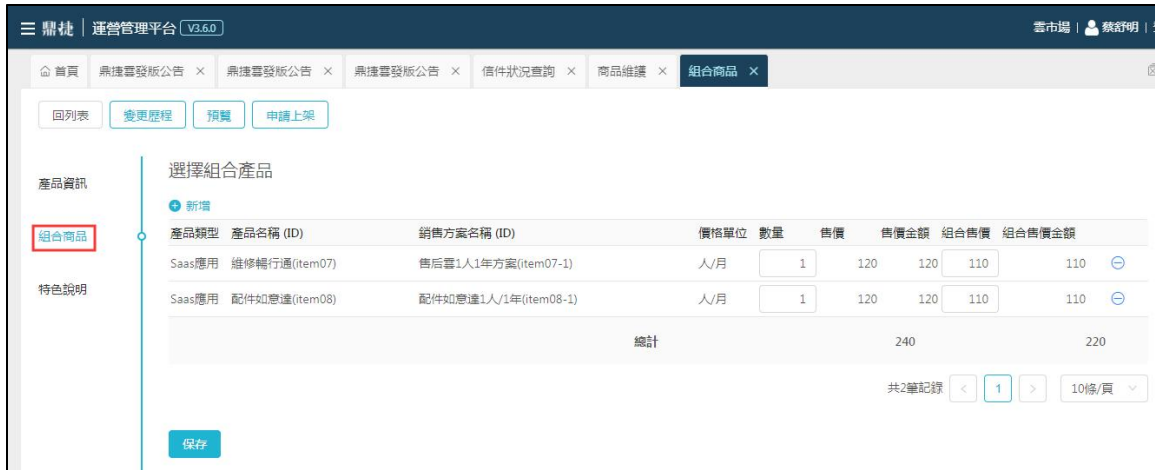 鼎捷 運營管理平台 V3.6.0 雲市場 蔡舒明
首頁 鼎捷雲發版公告 × 鼎捷雲發版公告 × 鼎捷雲發版公告 × 信件狀況查詢 × 商品維護 × 組合商品 ×
回列表 變更歷程 預覽 申請上架
選擇組合產品
產品資訊
新增
組合商品
產品類型 產品名稱 (ID) 銷售方案名稱 (ID) 價格單位 數量 售價 售價金額 組合售價 組合售價金額
Saas應用 維修暢行通(item07) 售后雲1人1年方案(item07-1) 人/月 1 120 120 110 110
特色說明
Saas應用 配件如意達(item08) 配件如意達1人/1年(item08-1) 人/月 1 120 120 110 110
總計 240 220
共2筆記錄 < 1 > 10條/頁
保存